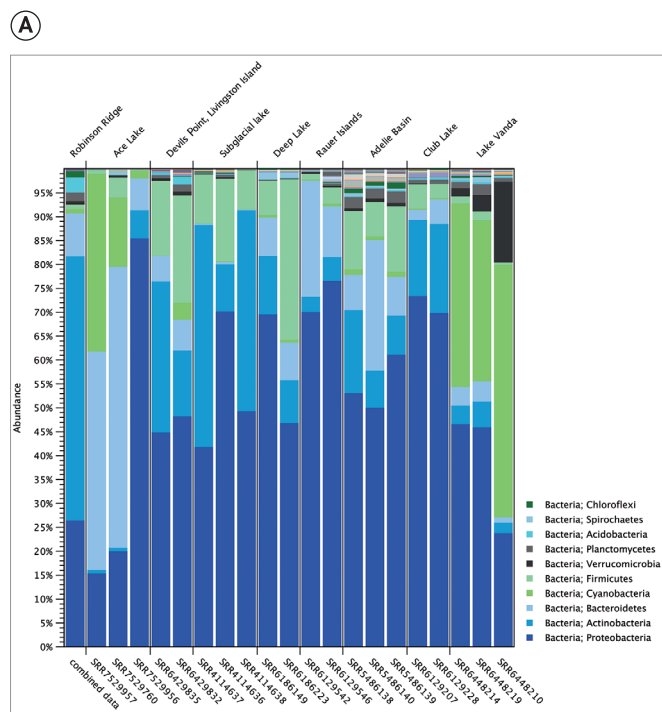 A
Robinson Ridge
Ace Lake
Devils Point, Livingston Island
Subglacial lake
Deep Lake
Rauer Islands
Adelie Basin
Club Lake
Lake Vanda
95%
90%
85%
80%
75%
70%
65%
60%
55%
50%
45%
40%
35%
30%
25%
20%
15%
10%
5%
0%
Abundance
Bacteria; Chloroflexi
Bacteria; Spirochaetes
Bacteria; Acidobacteria
Bacteria; Planctomycetes
Bacteria; Verrucomicrobia
Bacteria; Firmicutes
Bacteria; Cyanobacteria
Bacteria; Bacteroidetes
Bacteria; Actinobacteria
Bacteria; Proteobacteria
combined data
SRR7529957
SRR7529760
SRR7529956
SRR6429835
SRR6429832
SRR4114637
SRR4114636
SRR4114638
SRR6186149
SRR6186223
SRR6129542
SRR6129546
SRR5486138
SRR5486140
SRR5486139
SRR6129207
SRR6129228
SRR6448214
SRR6448219
SRR6448210